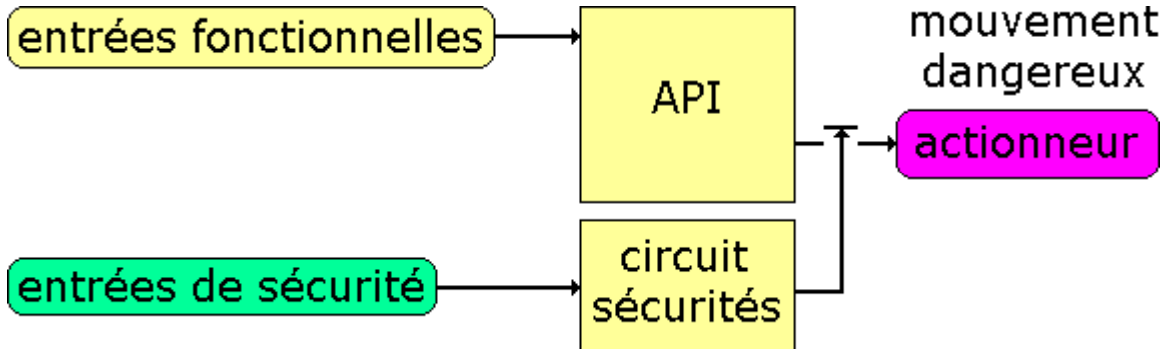 entrées fonctionnelles
API
mouvement
dangereux
actionneur
entrées de sécurité
circuit
sécurités